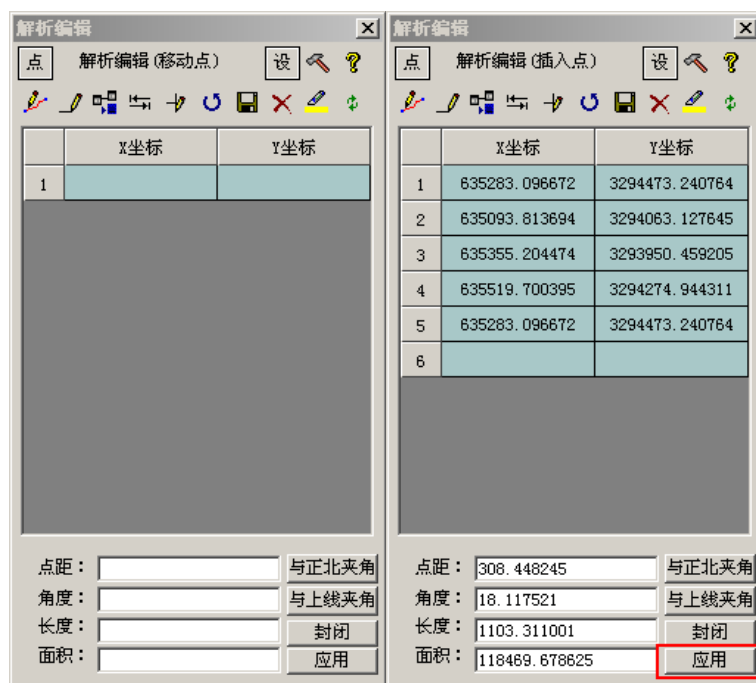 解析编辑
点 解析编辑(移动点) 设
X坐标 Y坐标
1
点距：
与正北夹角
角度：
与上线夹角
长度：
封闭
面积：
应用
解析编辑
点 解析编辑(插入点) 设
X坐标 Y坐标
1 635283.096672 3294473.240764
2 635093.813694 3294063.127645
3 635355.204474 3293950.459205
4 635519.700395 3294274.944311
5 635283.096672 3294473.240764
6
点距： 308.448245 与正北夹角
角度： 18.117521 与上线夹角
长度： 1103.311001 封闭
面积： 118469.678625 应用